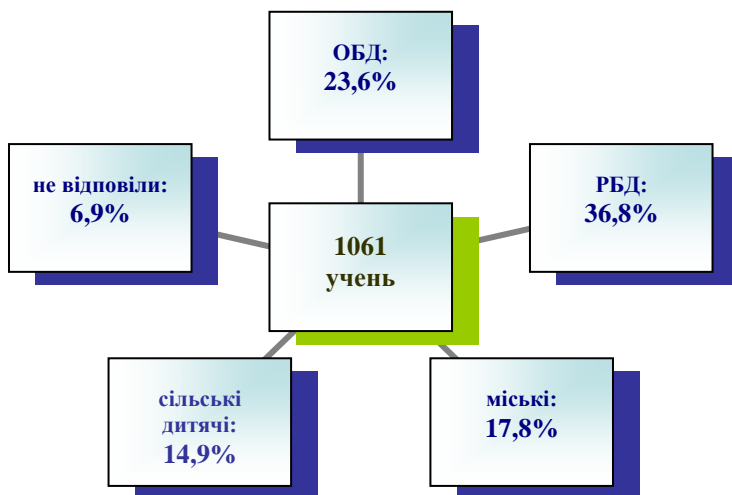 ОБД:
23,6%
не відповіли:
6,9%
РБД:
36,8%
1061
учень
сільські
дитячі:
14,9%
міські:
17,8%